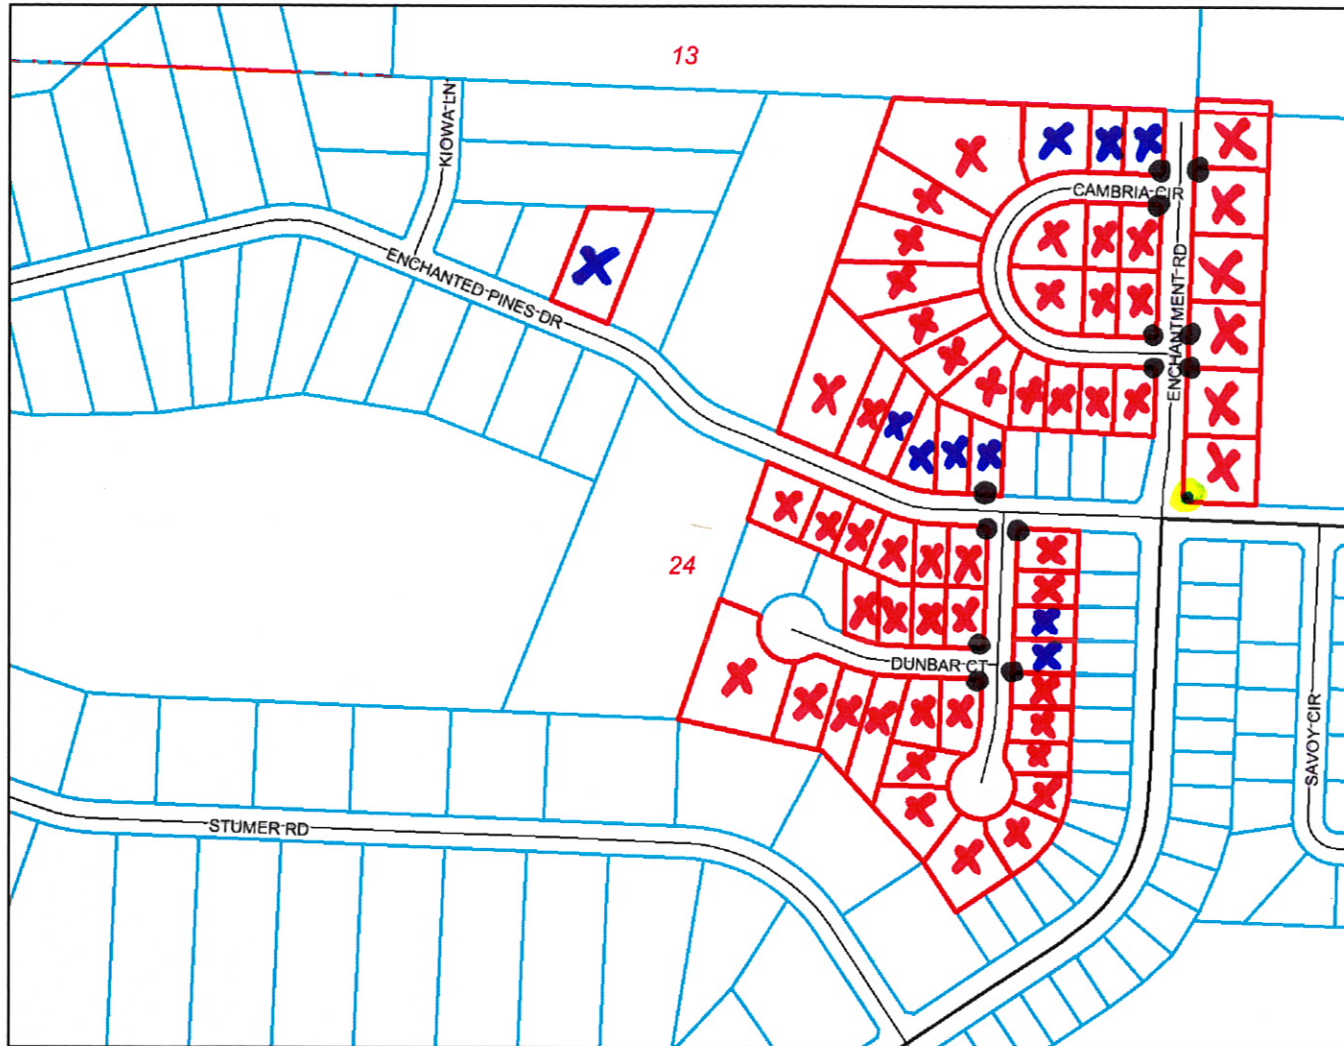 13
KIOWA LN
CAMBRIA CIR
ENCHANTED PINES DR
ENCHANTMENT RD
24
DUNBAR CT
SAVOY CIR
STUMER RD